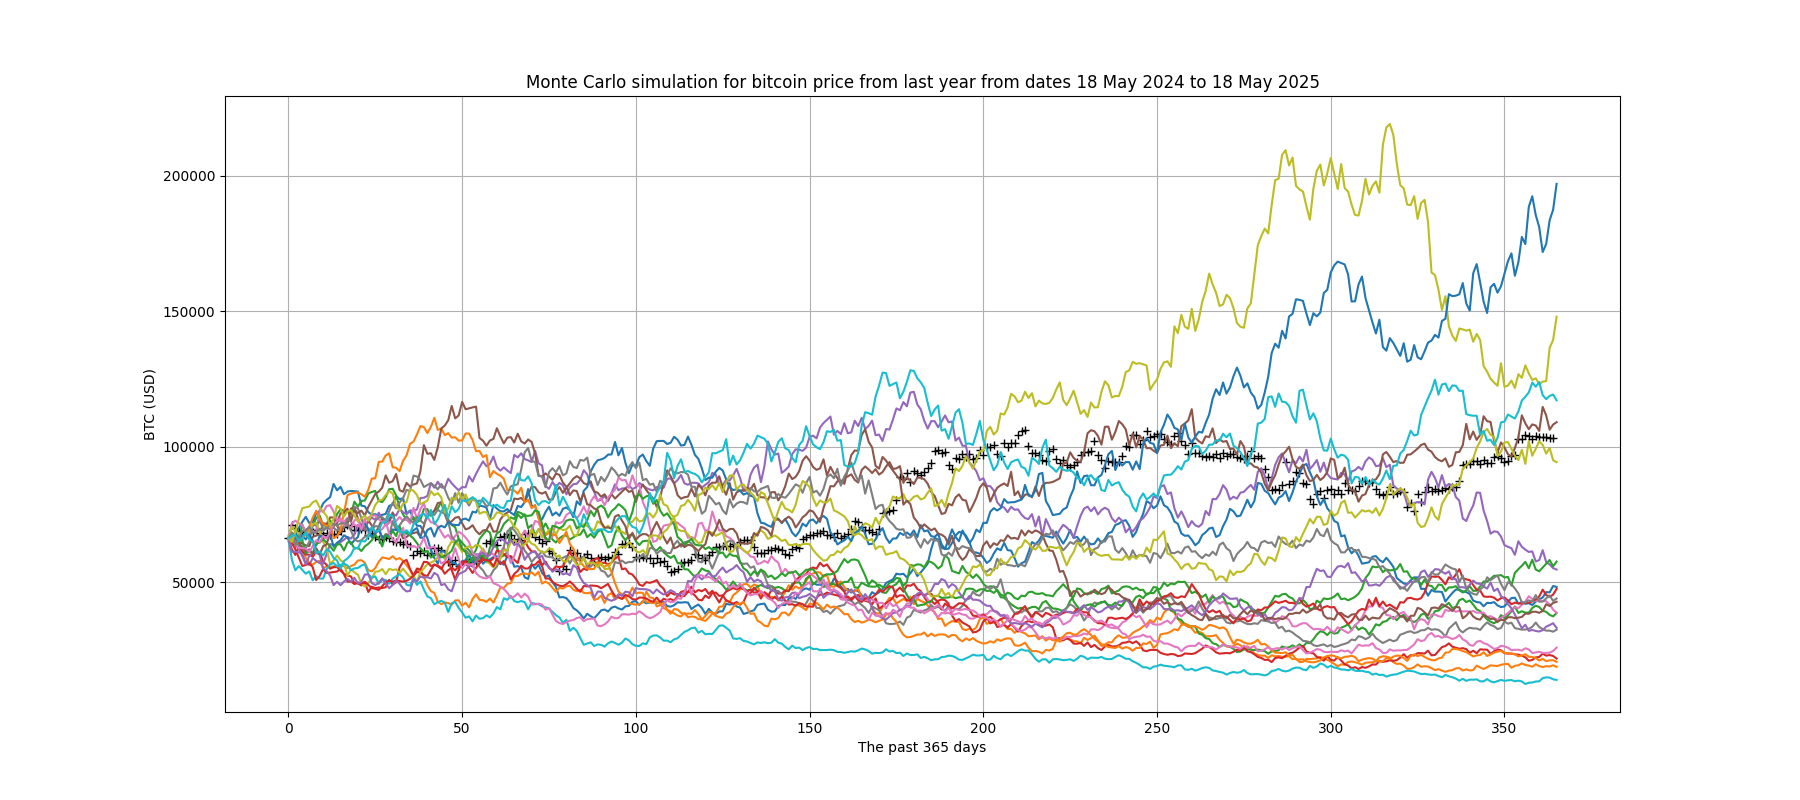 Monte Carlo simulation for bitcoin price from last year from dates 18 May 2024 to 18 May 2025
200000
150000
100000
50000
BTC (USD)
0 50 100 150 200 250 300 350
The past 365 days